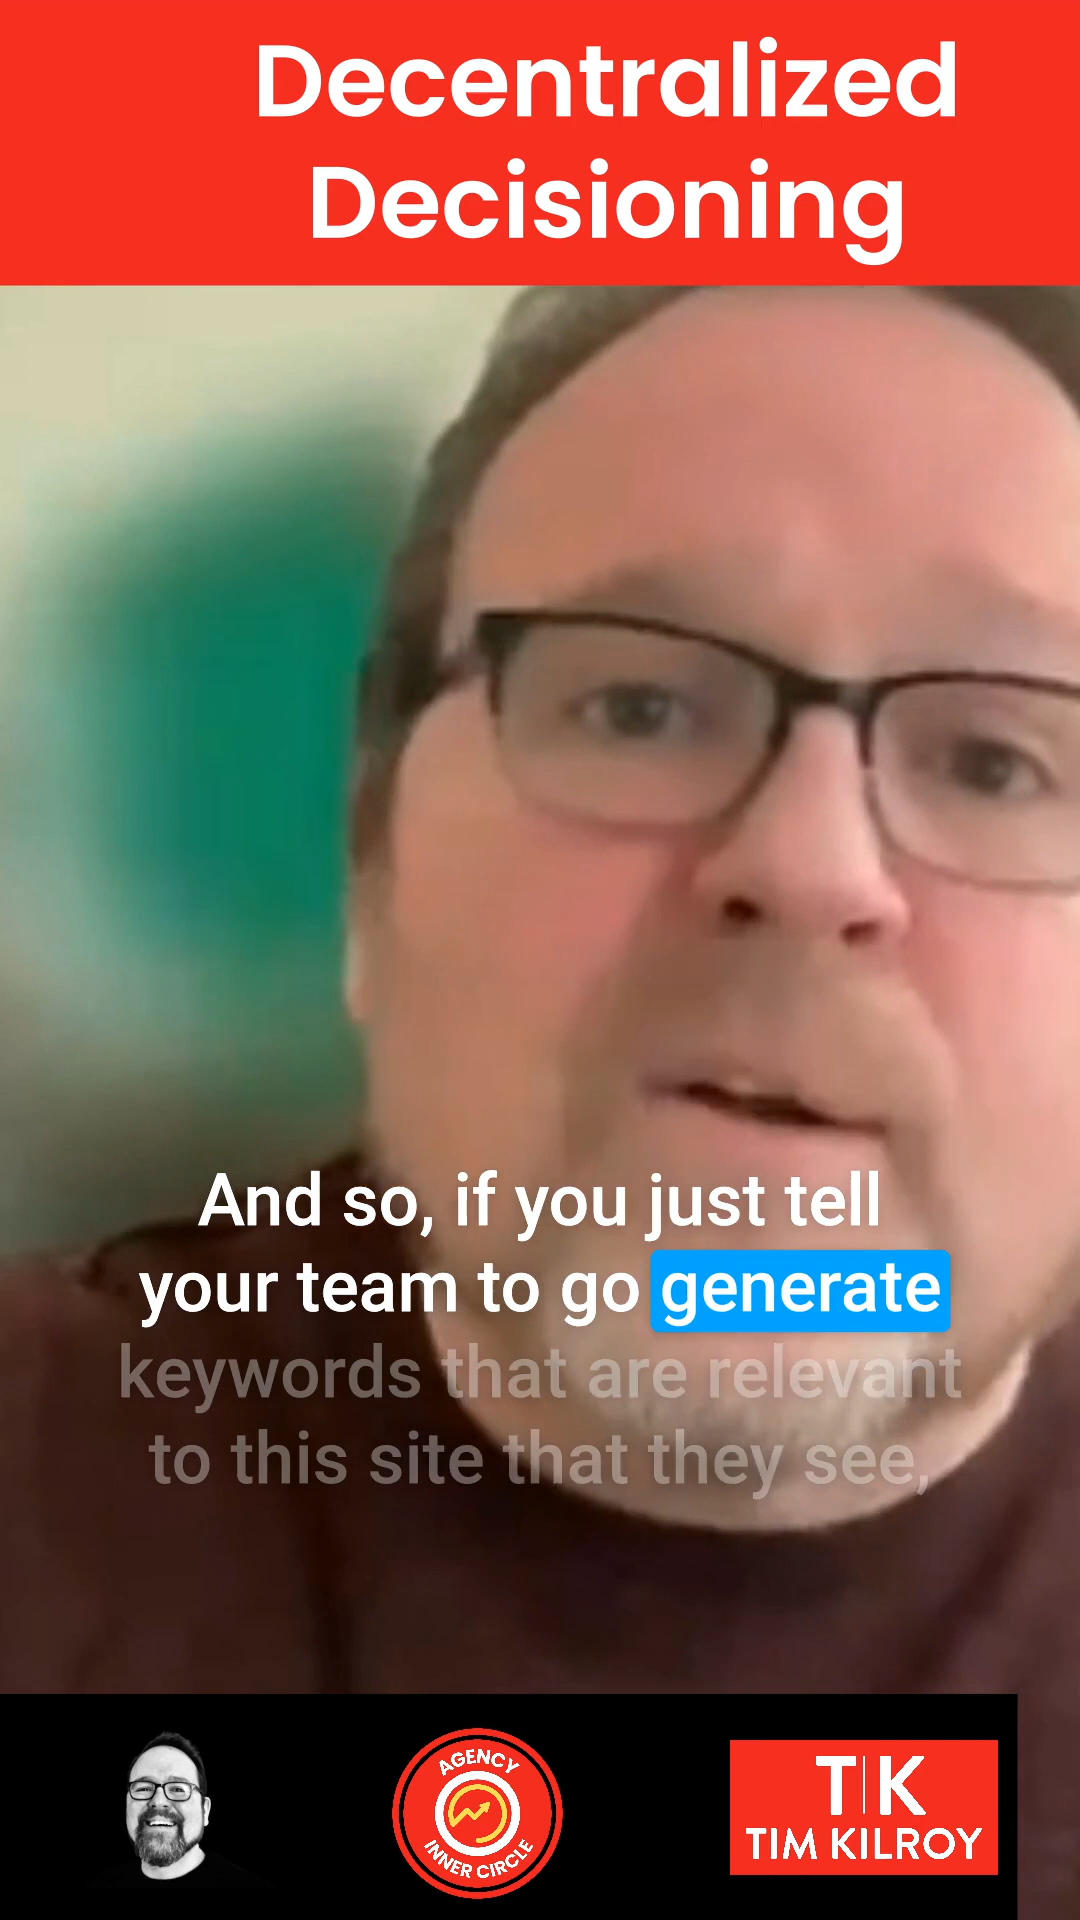 Decentralized
Decisioning
And so, if you just tell
your team to go generate
keywords that are relevant
to this site that they see,
AGENCY
INNER CIRCLE
T|K
TIM KILROY